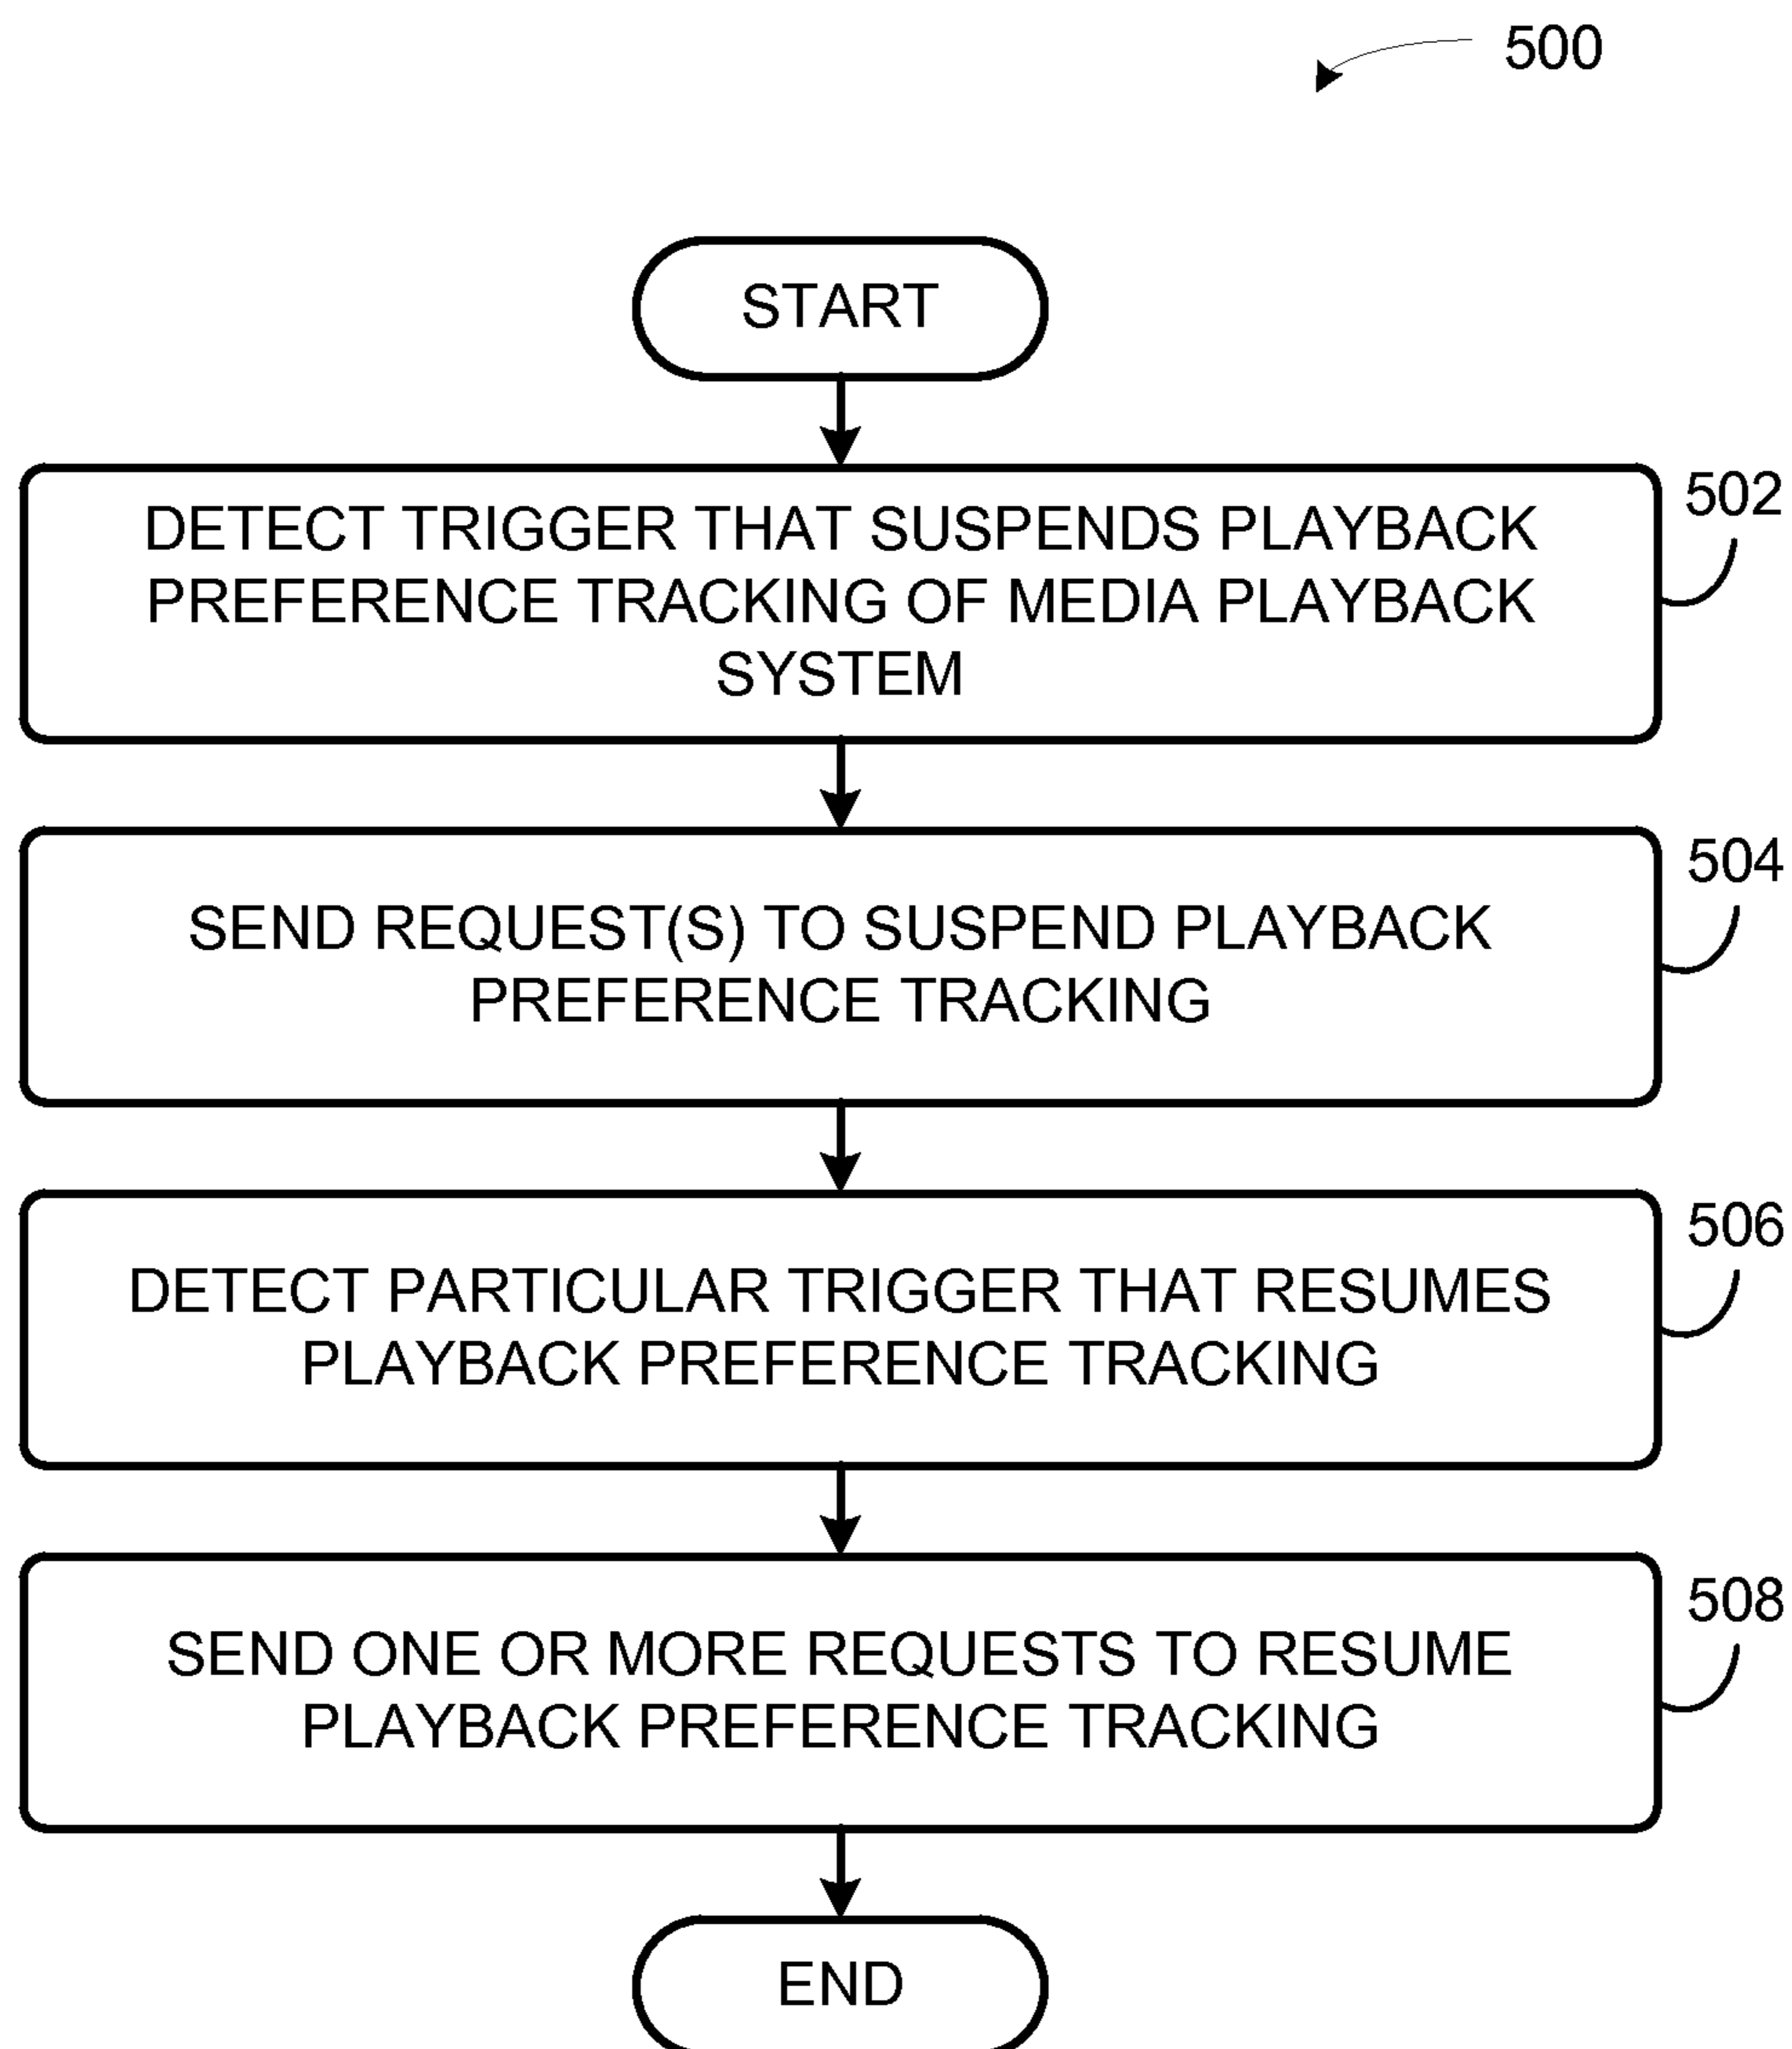 500
START
DETECT TRIGGER THAT SUSPENDS PLAYBACK
PREFERENCE TRACKING OF MEDIA PLAYBACK
SYSTEM
502
SEND REQUEST(S) TO SUSPEND PLAYBACK
PREFERENCE TRACKING
504
DETECT PARTICULAR TRIGGER THAT RESUMES
PLAYBACK PREFERENCE TRACKING
506
SEND ONE OR MORE REQUESTS TO RESUME
PLAYBACK PREFERENCE TRACKING
508
END